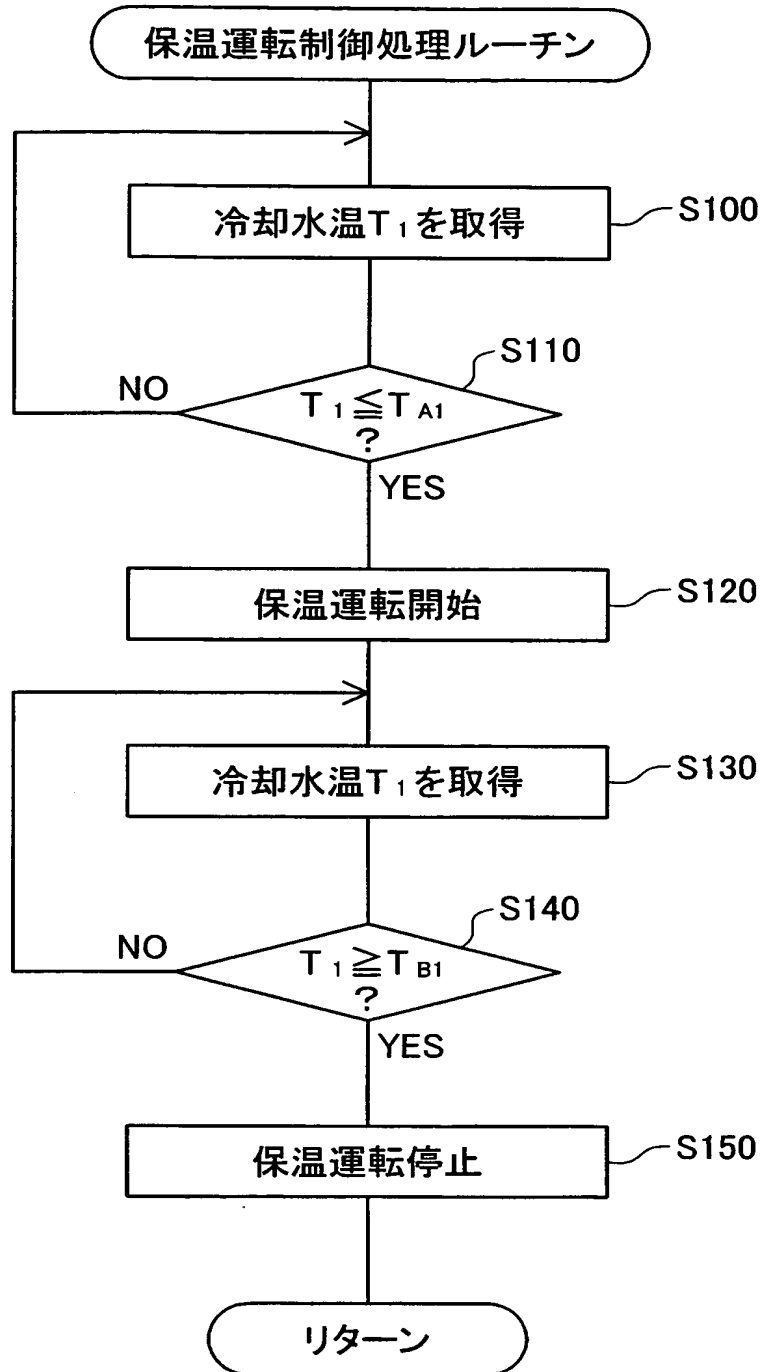 保温運転制御処理ルーチン
冷却水温T₁を取得
S100
S110
NO
T₁≦TA1
?
YES
保温運転開始
S120
冷却水温T₁を取得
S130
S140
NO
T₁≧TB1
?
YES
保温運転停止
S150
リターン